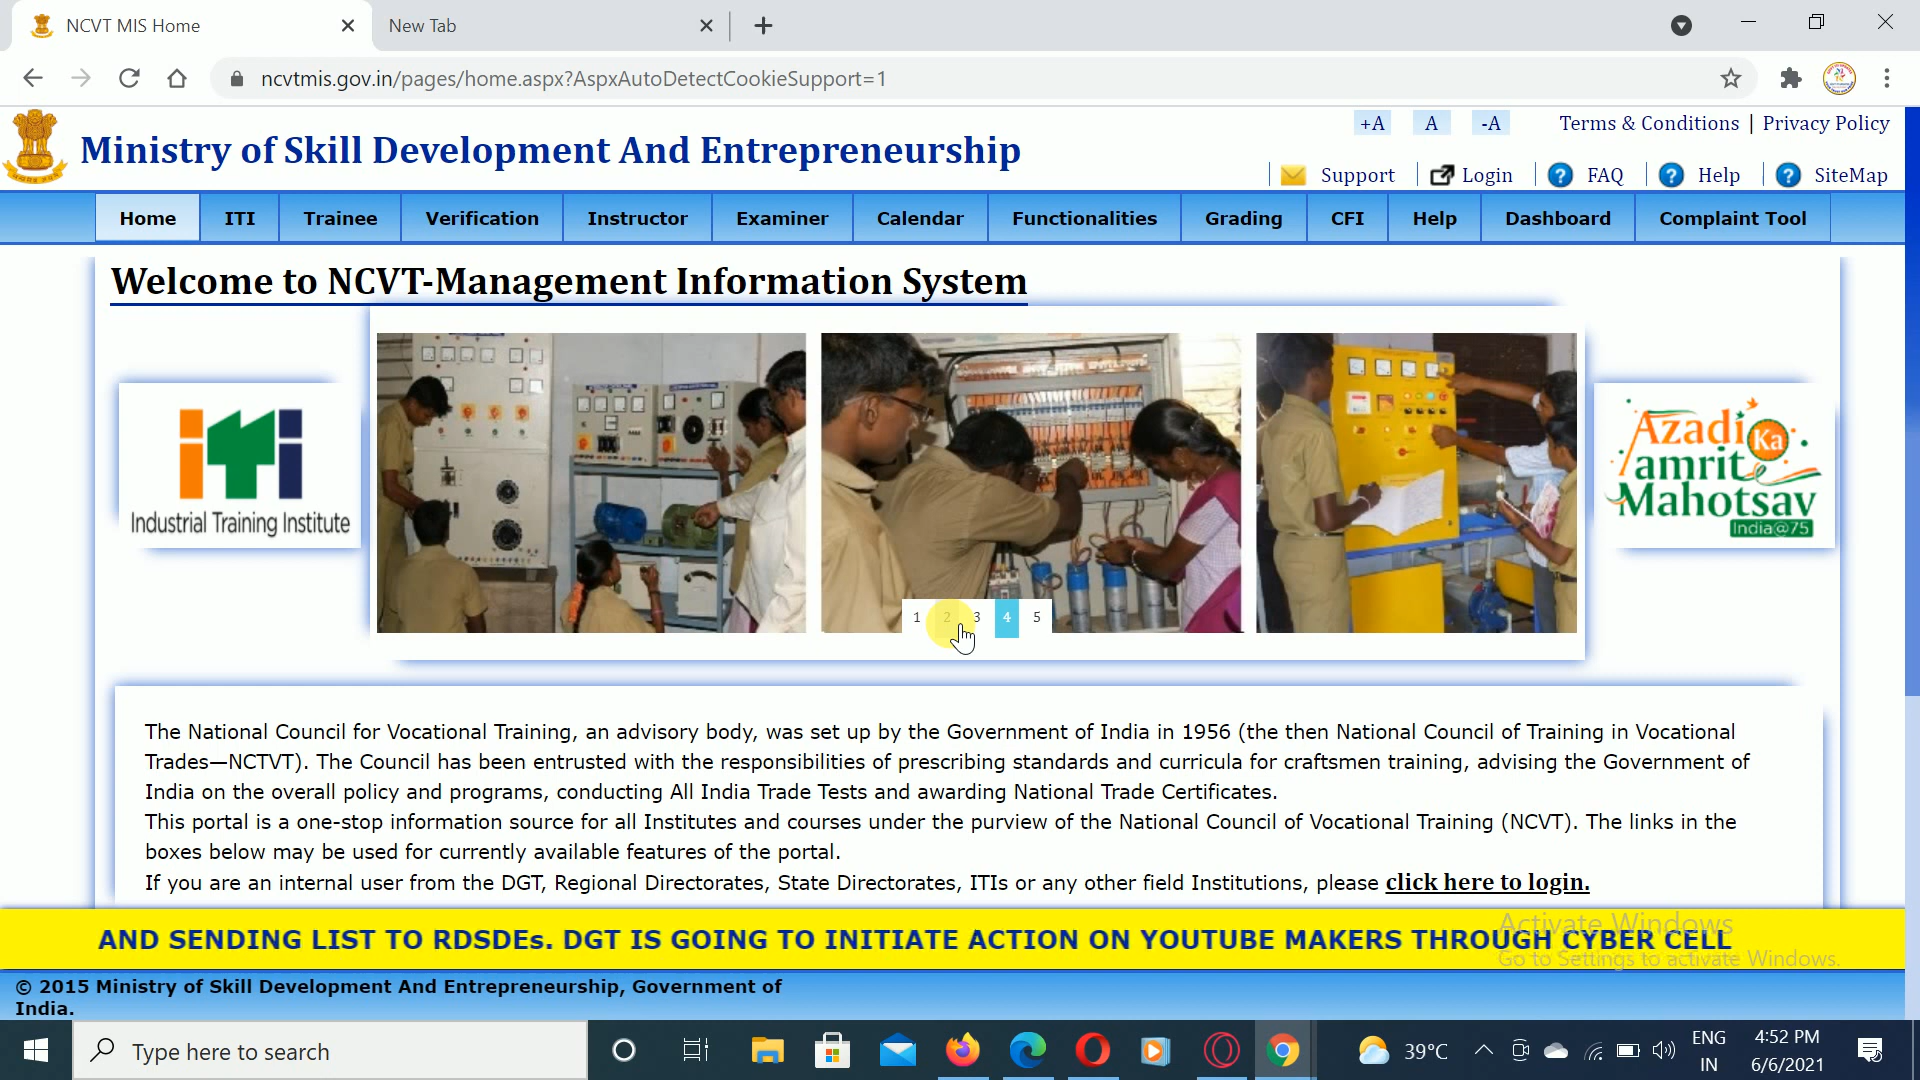 NCVT MIS Home
New Tab
ncvtmis.gov.in/pages/home.aspx?AspxAutoDetectCookieSupport=1
+A A -A Terms & Conditions | Privacy Policy
Ministry of Skill Development And Entrepreneurship
Support Login FAQ Help SiteMap
Home ITI Trainee Verification Instructor Examiner Calendar Functionalities Grading CFI Help Dashboard Complaint Tool
Welcome to NCVT-Management Information System
iTi
Industrial Training Institute
Azadi Ka
amrit
Mahotsav
India@75
1 2 3 4 5
The National Council for Vocational Training, an advisory body, was set up by the Government of India in 1956 (the then National Council of Training in Vocational
Trades—NCTVT). The Council has been entrusted with the responsibilities of prescribing standards and curricula for craftsmen training, advising the Government of
India on the overall policy and programs, conducting All India Trade Tests and awarding National Trade Certificates.
This portal is a one-stop information source for all Institutes and courses under the purview of the National Council of Vocational Training (NCVT). The links in the
boxes below may be used for currently available features of the portal.
If you are an internal user from the DGT, Regional Directorates, State Directorates, ITIs or any other field Institutions, please click here to login.
AND SENDING LIST TO RDSDEs. DGT IS GOING TO INITIATE ACTION ON YOUTUBE MAKERS THROUGH CYBER CELL
Activate Windows
Go to Settings to activate Windows.
© 2015 Ministry of Skill Development And Entrepreneurship, Government of
India.
Type here to search
39°C
ENG
IN
4:52 PM
6/6/2021